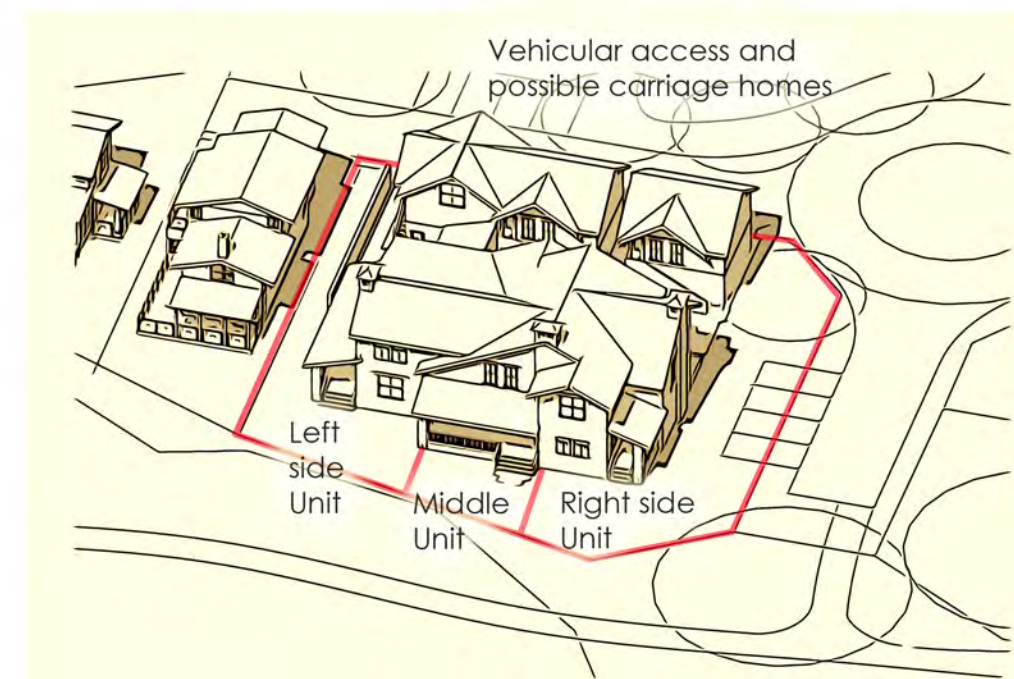 Vehicular access and
possible carriage homes
Left
side
Unit
Middle
Unit
Right side
Unit